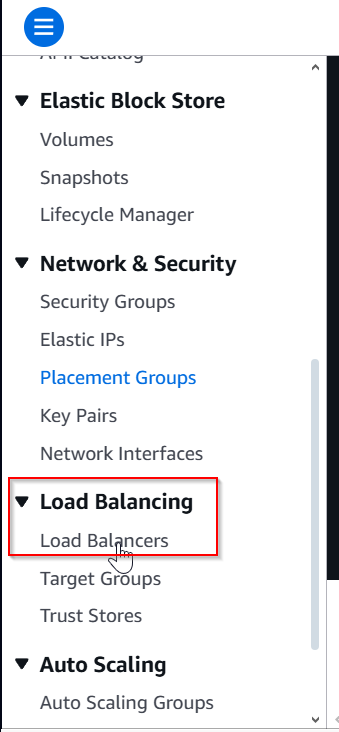 Elastic Block Store
Volumes
Snapshots
Lifecycle Manager
Network & Security
Security Groups
Elastic IPs
Placement Groups
Key Pairs
Network Interfaces
Load Balancing
Load Balancers
Target Groups
Trust Stores
Auto Scaling
Auto Scaling Groups